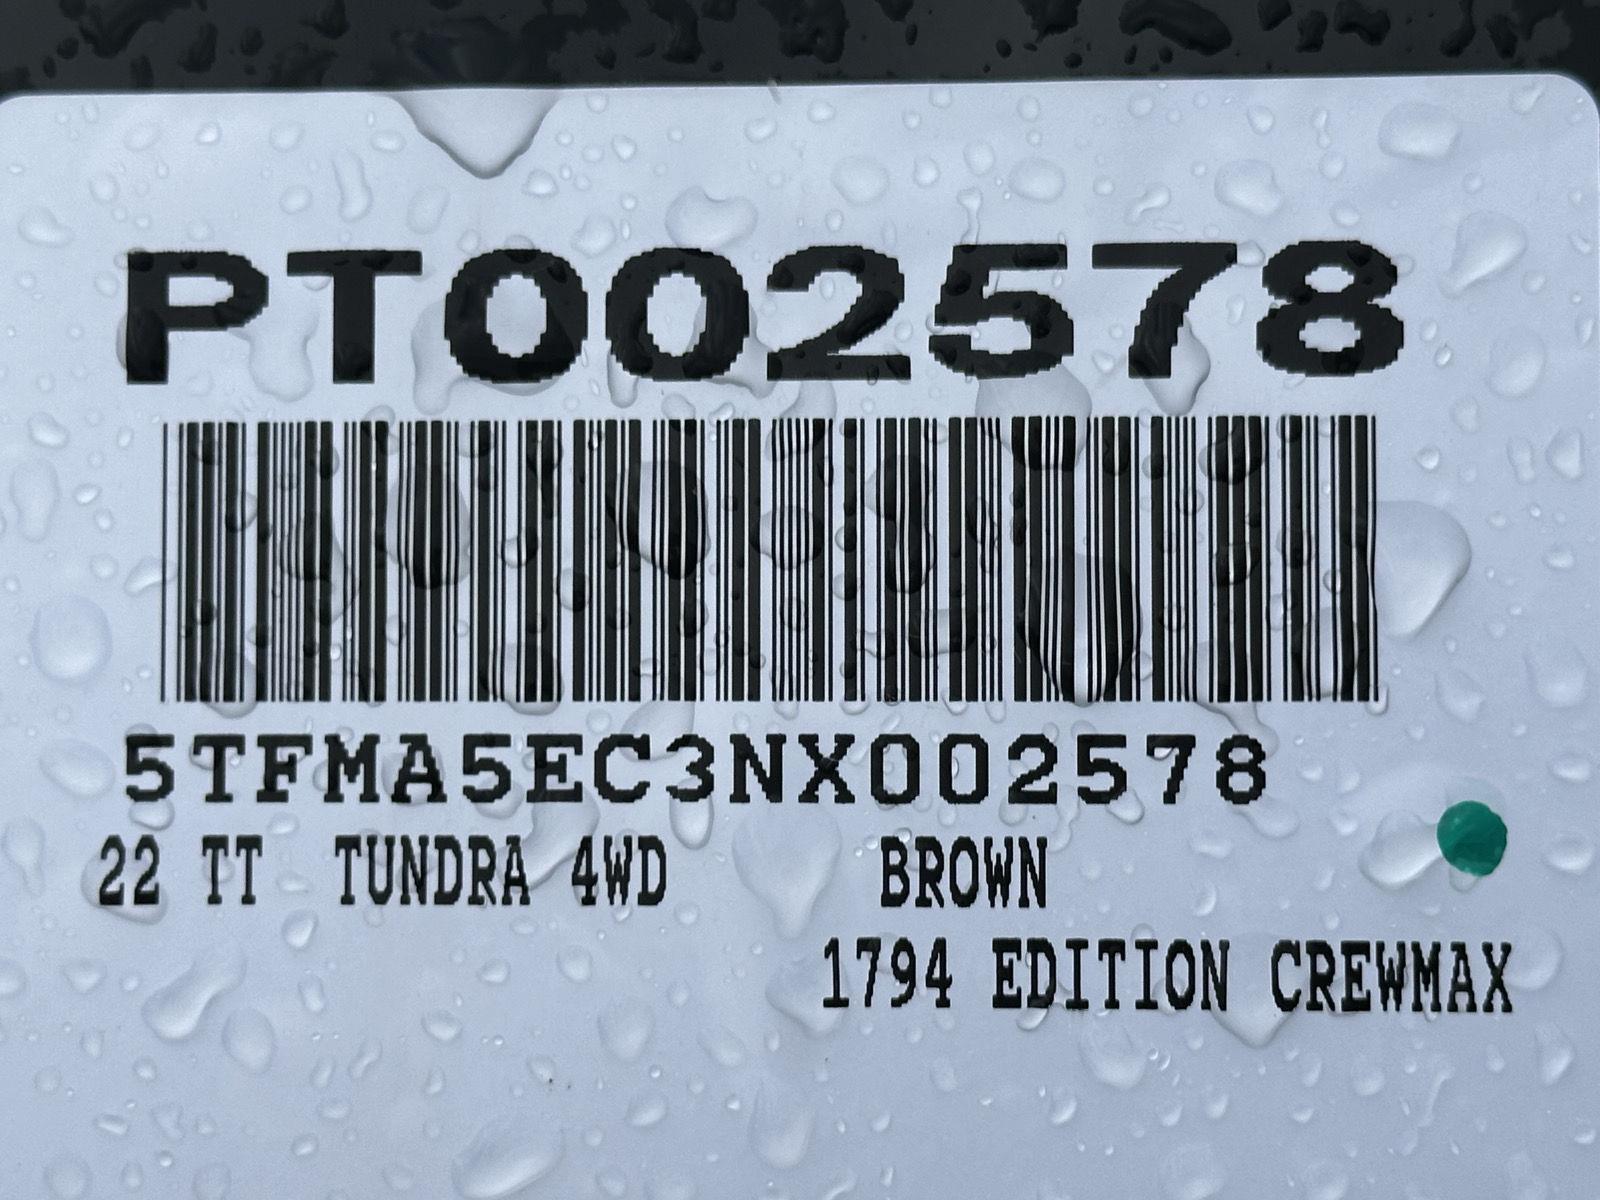 PT002578
5TFMA5EC3NX002578
22 TT TUNDRA 4WD BROWN
1794 EDITION CREWMAX